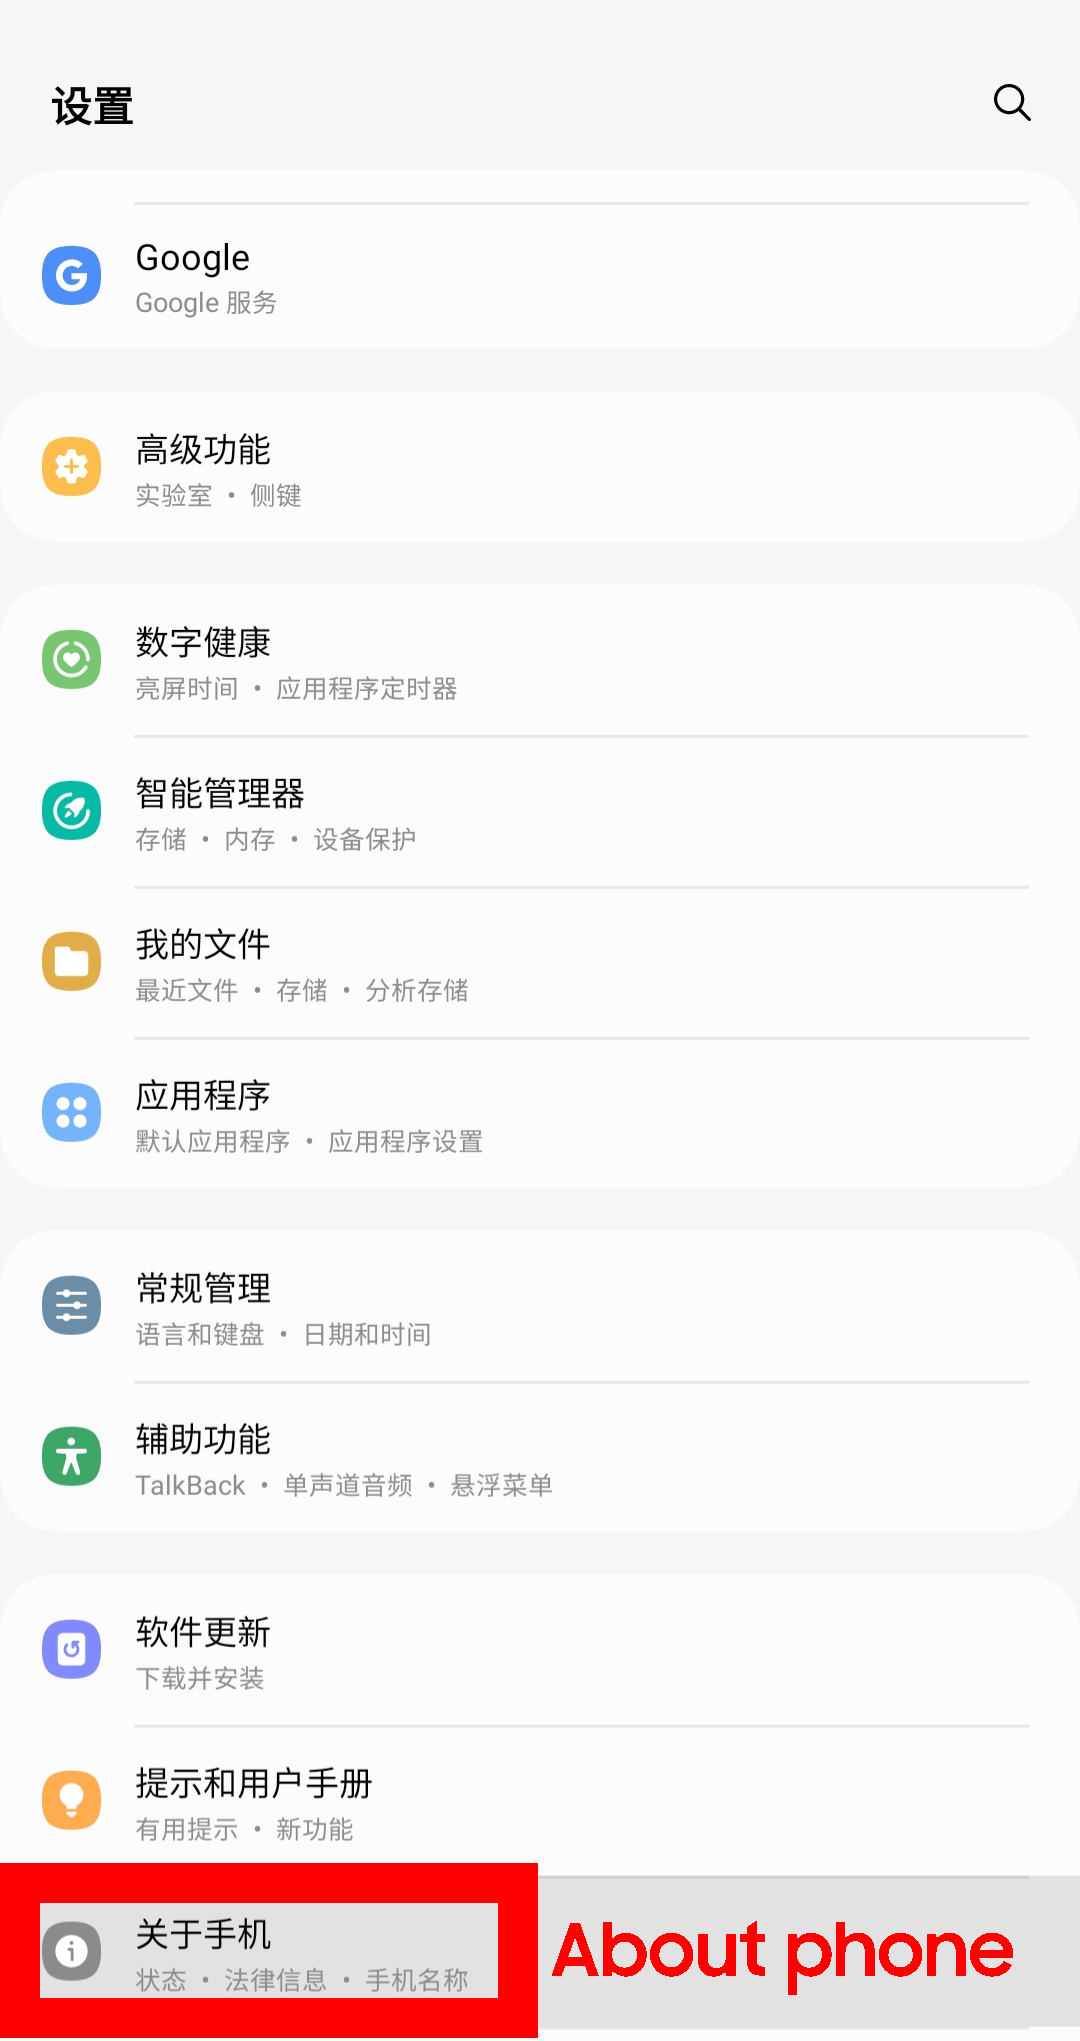 设置
Google
Google 服务
高级功能
实验室 • 侧键
数字健康
亮屏时间 • 应用程序定时器
智能管理器
存储 • 内存 • 设备保护
我的文件
最近文件 • 存储 • 分析存储
应用程序
默认应用程序 • 应用程序设置
常规管理
语言和键盘 • 日期和时间
辅助功能
TalkBack • 单声道音频 • 悬浮菜单
软件更新
下载并安装
提示和用户手册
有用提示 • 新功能
关于手机
状态 • 法律信息 • 手机名称
About phone